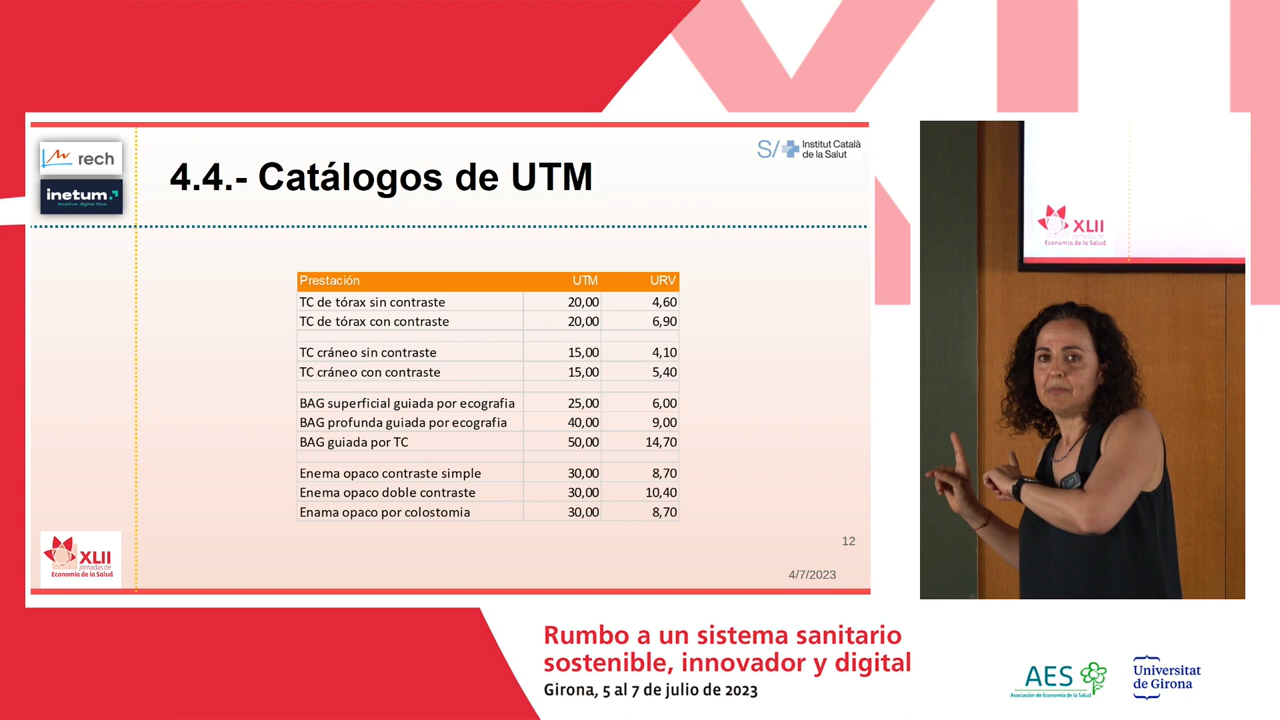 rech
inetum.
Positive digital flow
4.4.- Catálogos de UTM
S/
Institut Català
de la Salut
Prestación UTM URV
TC de tórax sin contraste 20,00 4,60
TC de tórax con contraste 20,00 6,90
TC cráneo sin contraste 15,00 4,10
TC cráneo con contraste 15,00 5,40
BAG superficial guiada por ecografia 25,00 6,00
BAG profunda guiada por ecografia 40,00 9,00
BAG guiada por TC 50,00 14,70
Enema opaco contraste simple 30,00 8,70
Enema opaco doble contraste 30,00 10,40
Enama opaco por colostomia 30,00 8,70
12
4/7/2023
XLII
Jornadas de
Economía de la Salud
XLII
Jornadas de
Economía de la Salud
Rumbo a un sistema sanitario
sostenible, innovador y digital
Girona, 5 al 7 de julio de 2023
AES
Asociación de Economía de la Salud
Universitat
de Girona
XLII